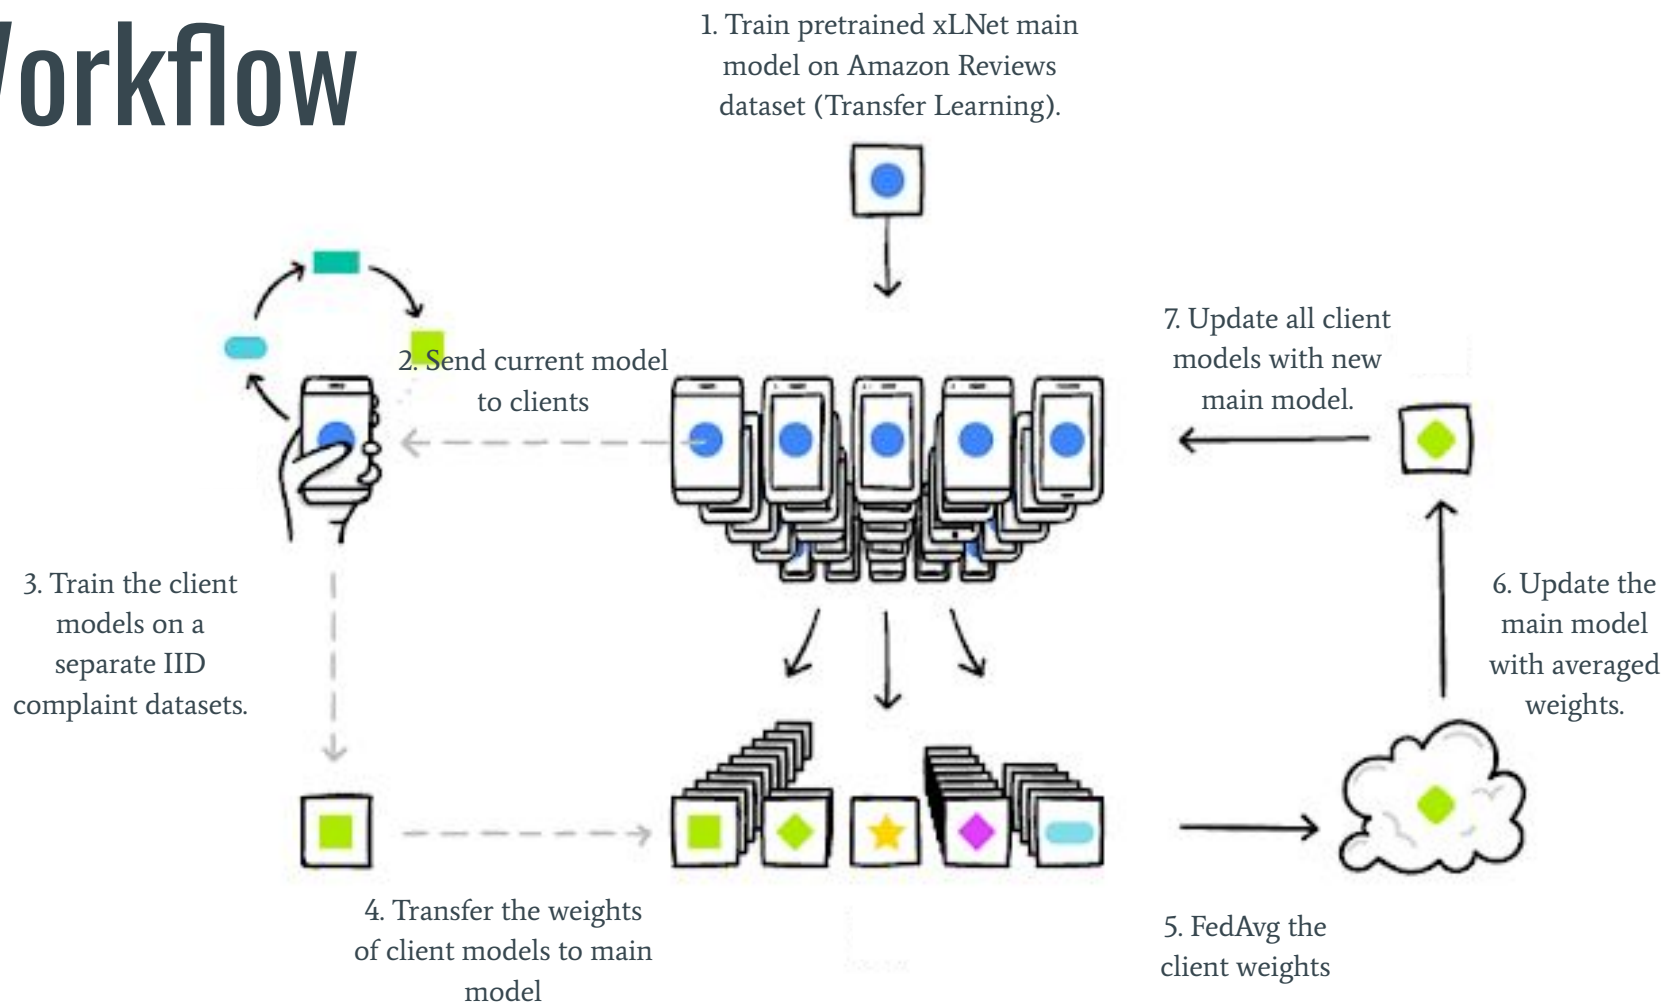 orkflow
1. Train pretrained xLNet main
model on Amazon Reviews
dataset (Transfer Learning).
2. Send current model
to clients
7. Update all client
models with new
main model.
3. Train the client
models on a
separate IID
complaint datasets.
6. Update the
main model
with averaged
weights.
4. Transfer the weights
of client models to main
model
5. FedAvg the
client weights